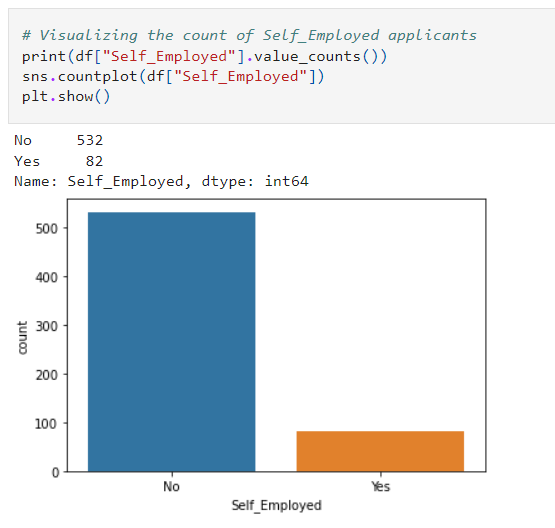 # Visualizing the count of Self_Employed applicants
print(df["Self_Employed"].value_counts())
sns.countplot(df["Self_Employed"])
plt.show()
No     532
Yes     82
Name: Self_Employed, dtype: int64
500
400
300
200
100
0
count
No Yes
Self_Employed